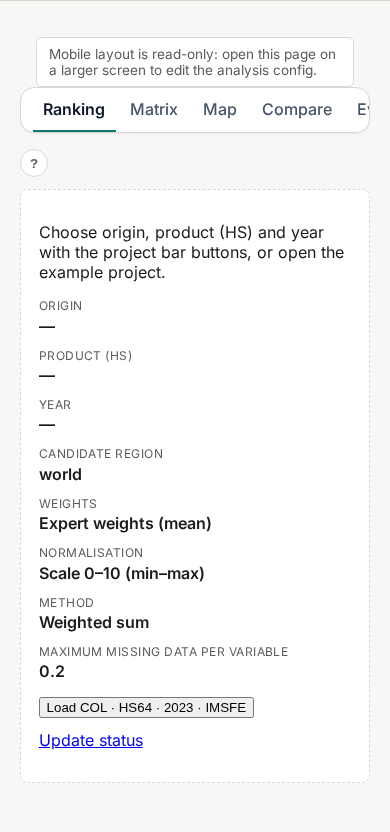 Mobile layout is read-only: open this page on
a larger screen to edit the analysis config.
Ranking Matrix Map Compare
?
Choose origin, product (HS) and year
with the project bar buttons, or open the
example project.
ORIGIN
—
PRODUCT (HS)
—
YEAR
—
CANDIDATE REGION
world
WEIGHTS
Expert weights (mean)
NORMALISATION
Scale 0–10 (min–max)
METHOD
Weighted sum
MAXIMUM MISSING DATA PER VARIABLE
0.2
Load COL · HS64 · 2023 · IMSFE
Update status